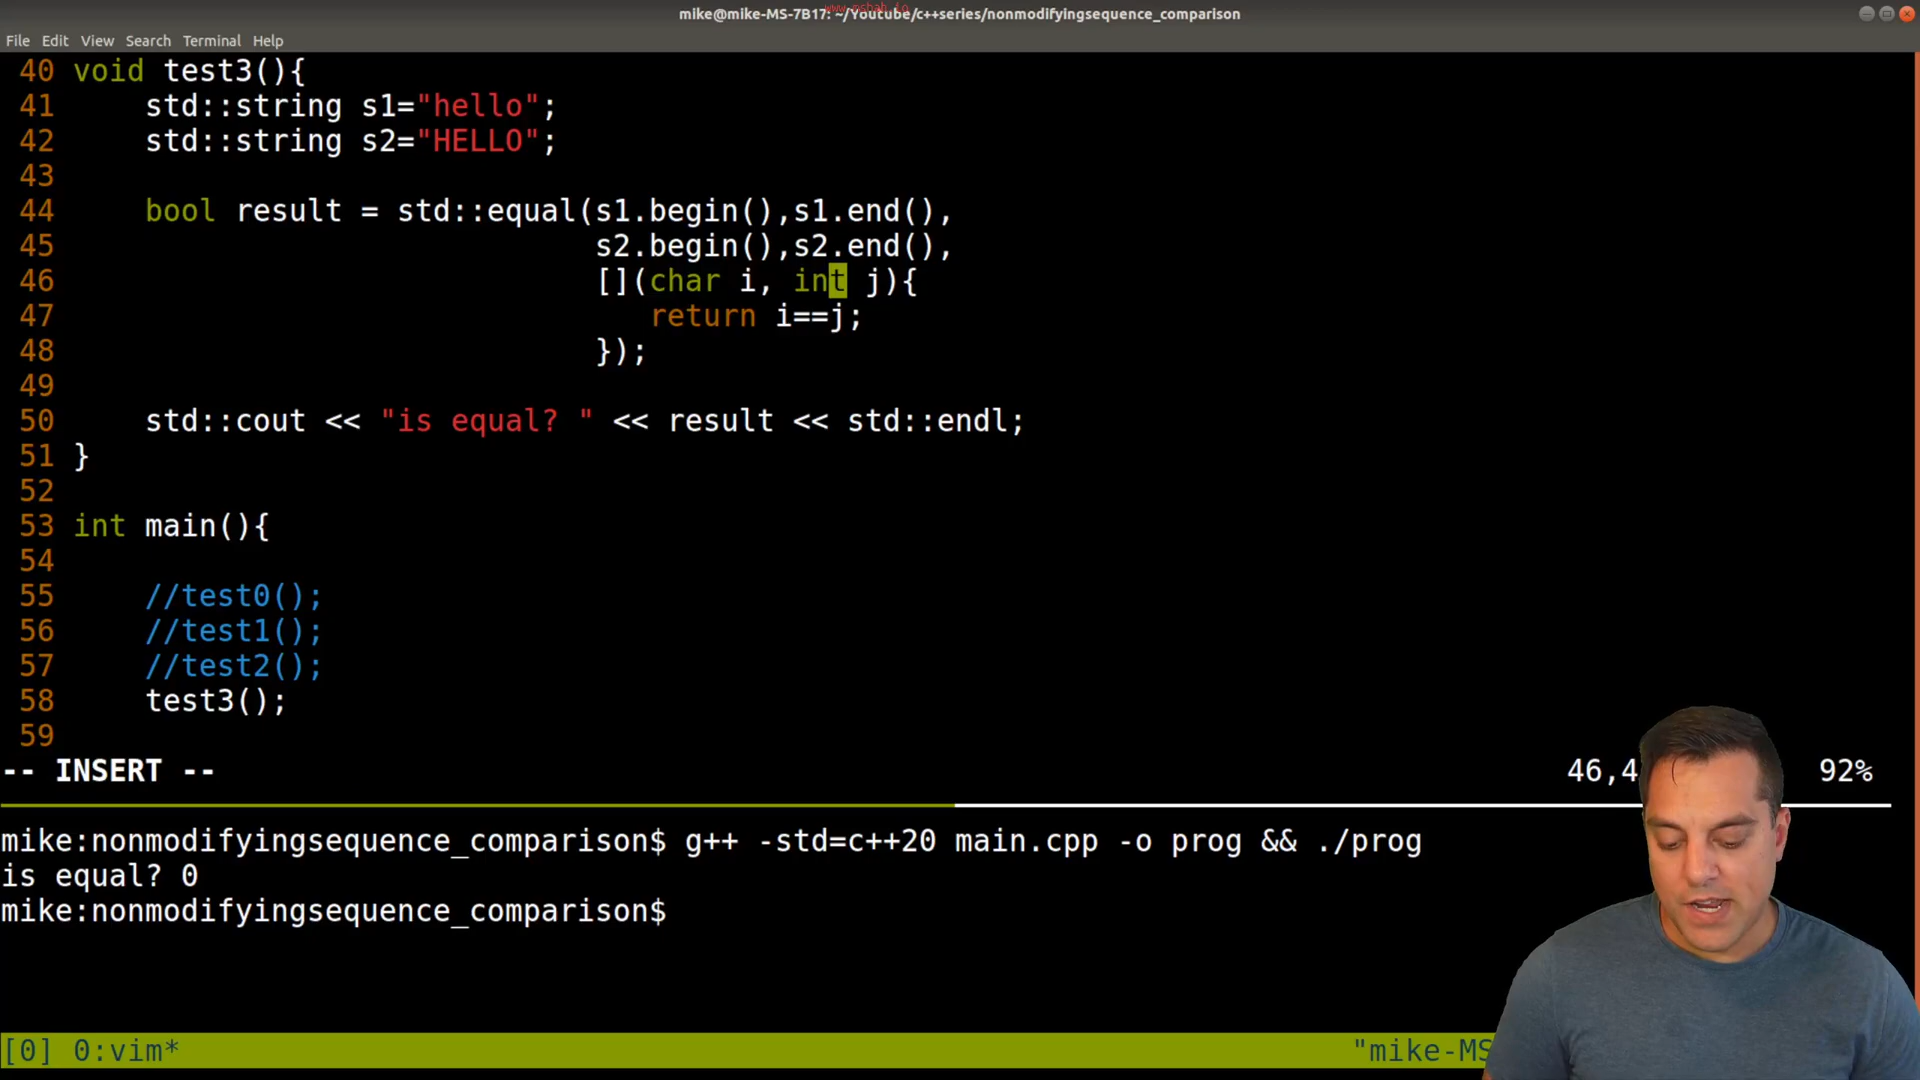 www.mshah.io
mike@mike-MS-7B17: ~/Youtube/c++series/nonmodifyingsequence_comparison
File Edit View Search Terminal Help
40 void test3(){
41 std::string s1="hello";
42 std::string s2="HELLO";
43
44 bool result = std::equal(s1.begin(),s1.end(),
45 s2.begin(),s2.end(),
46 [](char i, int j){
47 return i==j;
48 });
49
50 std::cout << "is equal? " << result << std::endl;
51 }
52
53 int main(){
54
55 //test0();
56 //test1();
57 //test2();
58 test3();
59
-- INSERT -- 46,4 92%
mike:nonmodifyingsequence_comparison$ g++ -std=c++20 main.cpp -o prog && ./prog
is equal? 0
mike:nonmodifyingsequence_comparison$
[0] 0:vim* "mike-MS